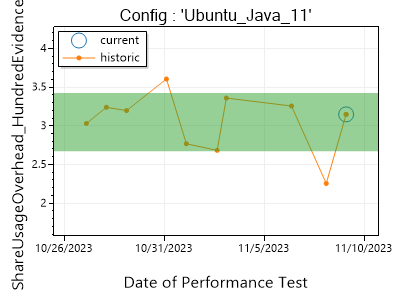 Config : 'Ubuntu_Java_11'
current
historic
ShareUsageOverhead_HundredEvidence
4
3.5
3
2.5
2
10/26/2023
10/31/2023
11/5/2023
11/10/2023
Date of Performance Test